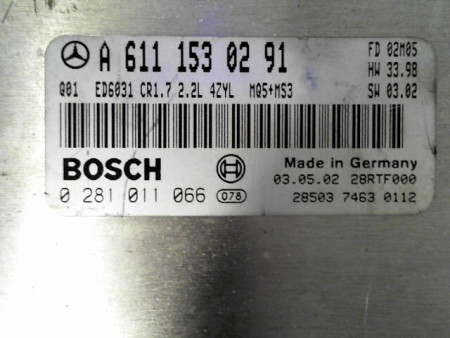 A 611 153 02 91 FD 02M05
HW 33.98
Q01 ED6031 CR1.7 2.2L 4ZYL MQ5+MS3 SW 03.02
BOSCH Made in Germany
03.05.02 28RTF000
0 281 011 066 078 28503 7463 0112